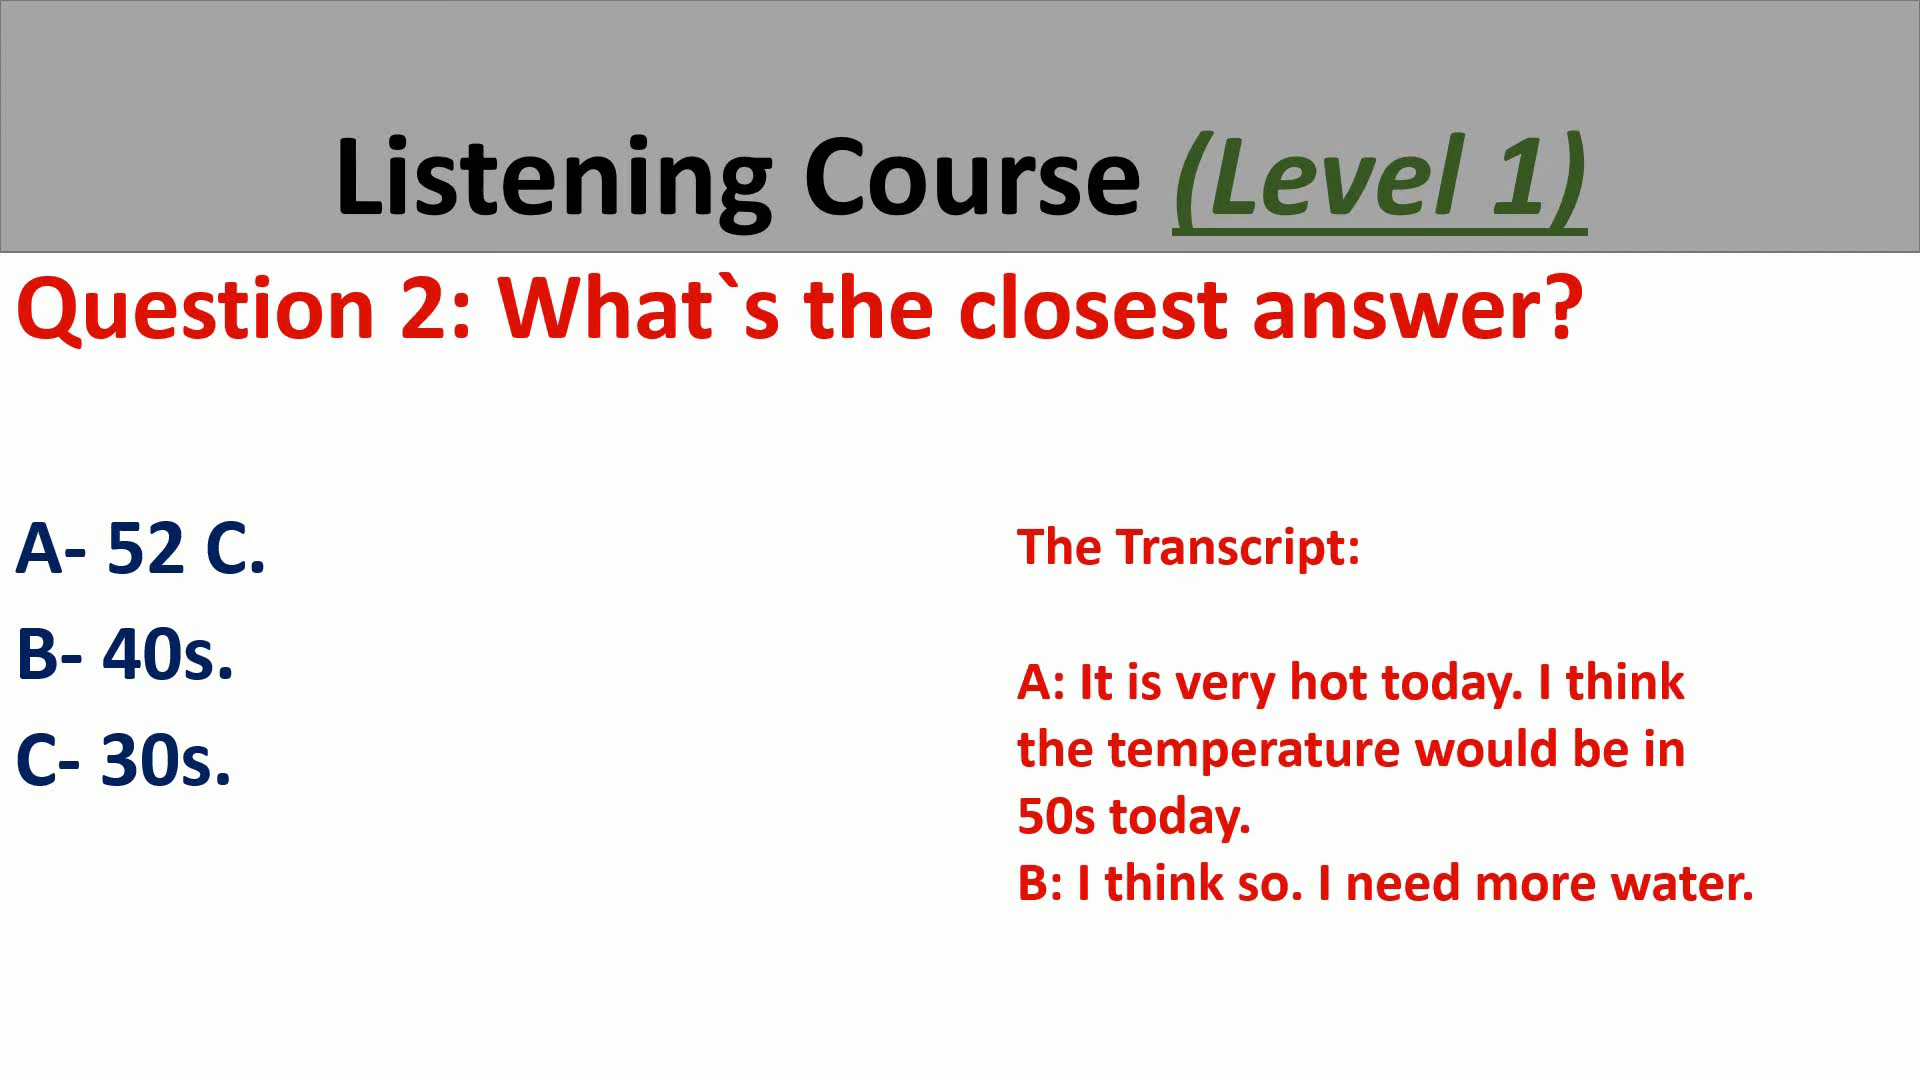 Listening Course (Level 1)
Question 2: What`s the closest answer?
A- 52 C.
B- 40s.
C- 30s.
The Transcript:
A: It is very hot today. I think
the temperature would be in
50s today.
B: I think so. I need more water.